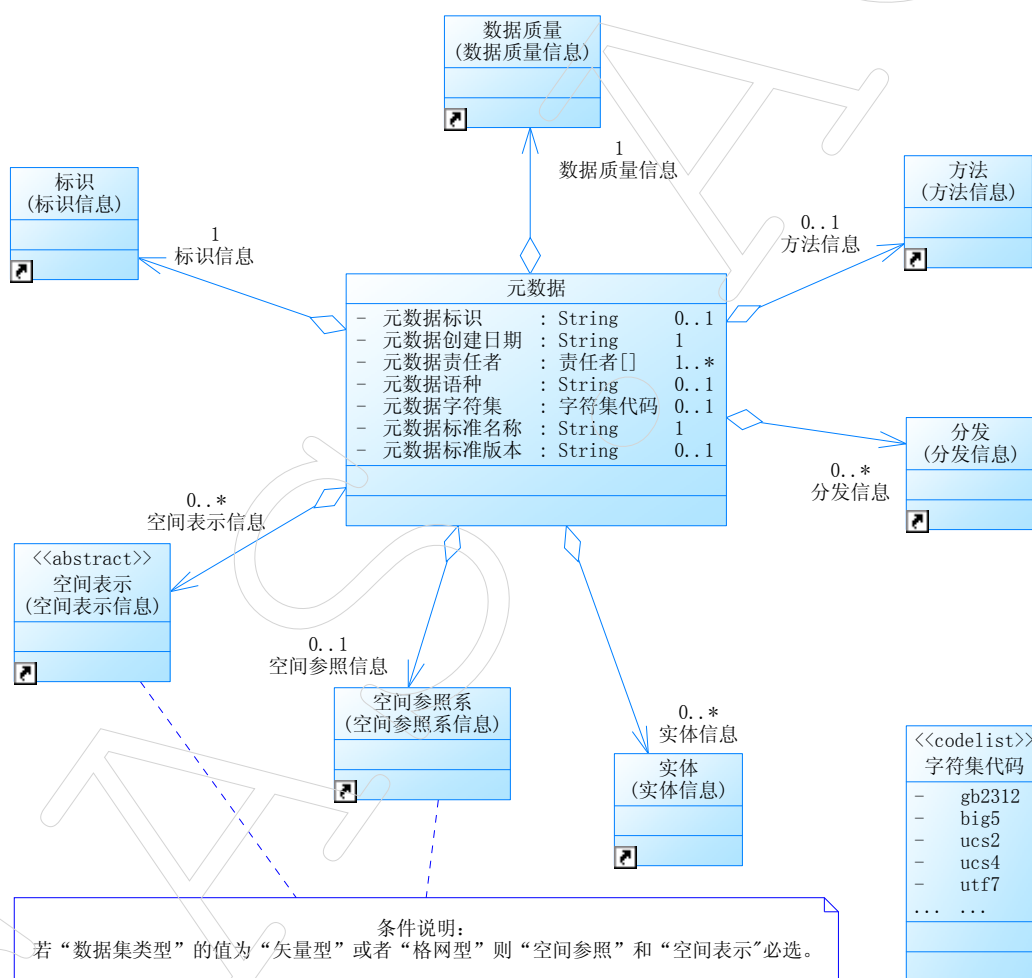 数据质量
(数据质量信息)
1
数据质量信息
标识
(标识信息)
1
标识信息
方法
(方法信息)
0..1
方法信息
元数据
- 元数据标识 : String 0..1
- 元数据创建日期 : String 1
- 元数据责任者 : 责任者[] 1..*
- 元数据语种 : String 0..1
- 元数据字符集 : 字符集代码 0..1
- 元数据标准名称 : String 1
- 元数据标准版本 : String 0..1
分发
(分发信息)
0..*
分发信息
0..*
空间表示信息
<<abstract>>
空间表示
(空间表示信息)
0..1
空间参照信息
空间参照系
(空间参照系信息)
0..*
实体信息
实体
(实体信息)
<<codelist>>
字符集代码
- gb2312
- big5
- ucs2
- ucs4
- utf7
... ...
条件说明:
若“数据集类型”的值为“矢量型”或者“格网型”则“空间参照”和“空间表示"必选。